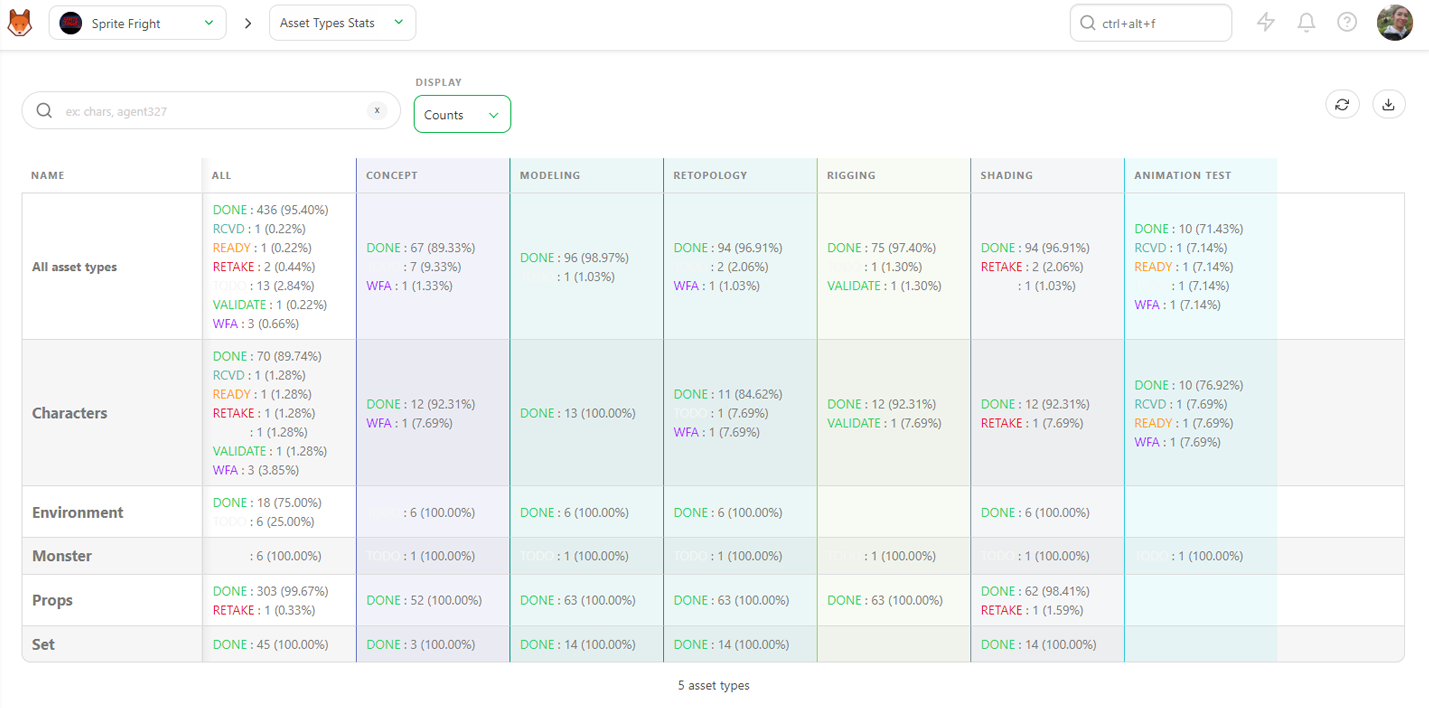 Sprite Fright
Asset Types Stats
ctrl+alt+f
DISPLAY
ex: chars, agent327
x
Counts
NAME
ALL
CONCEPT
MODELING
RETOPOLOGY
RIGGING
SHADING
ANIMATION TEST
All asset types
DONE : 436 (95.40%)
RCVD : 1 (0.22%)
READY : 1 (0.22%)
RETAKE : 2 (0.44%)
TODO : 13 (2.84%)
VALIDATE : 1 (0.22%)
WFA : 3 (0.66%)
DONE : 67 (89.33%)
: 7 (9.33%)
WFA : 1 (1.33%)
DONE : 96 (98.97%)
: 1 (1.03%)
DONE : 94 (96.91%)
: 2 (2.06%)
WFA : 1 (1.03%)
DONE : 75 (97.40%)
: 1 (1.30%)
VALIDATE : 1 (1.30%)
DONE : 94 (96.91%)
RETAKE : 2 (2.06%)
: 1 (1.03%)
DONE : 10 (71.43%)
RCVD : 1 (7.14%)
READY : 1 (7.14%)
: 1 (7.14%)
WFA : 1 (7.14%)
Characters
DONE : 70 (89.74%)
RCVD : 1 (1.28%)
READY : 1 (1.28%)
RETAKE : 1 (1.28%)
: 1 (1.28%)
VALIDATE : 1 (1.28%)
WFA : 3 (3.85%)
DONE : 12 (92.31%)
WFA : 1 (7.69%)
DONE : 13 (100.00%)
DONE : 11 (84.62%)
TODO : 1 (7.69%)
WFA : 1 (7.69%)
DONE : 12 (92.31%)
VALIDATE : 1 (7.69%)
DONE : 12 (92.31%)
RETAKE : 1 (7.69%)
DONE : 10 (76.92%)
RCVD : 1 (7.69%)
READY : 1 (7.69%)
WFA : 1 (7.69%)
Environment
DONE : 18 (75.00%)
TODO : 6 (25.00%)
: 6 (100.00%)
DONE : 6 (100.00%)
DONE : 6 (100.00%)
DONE : 6 (100.00%)
Monster
: 6 (100.00%)
TODO : 1 (100.00%)
TODO : 1 (100.00%)
TODO : 1 (100.00%)
TODO : 1 (100.00%)
TODO : 1 (100.00%)
TODO : 1 (100.00%)
Props
DONE : 303 (99.67%)
RETAKE : 1 (0.33%)
DONE : 52 (100.00%)
DONE : 63 (100.00%)
DONE : 63 (100.00%)
DONE : 63 (100.00%)
DONE : 62 (98.41%)
RETAKE : 1 (1.59%)
Set
DONE : 45 (100.00%)
DONE : 3 (100.00%)
DONE : 14 (100.00%)
DONE : 14 (100.00%)
DONE : 14 (100.00%)
5 asset types